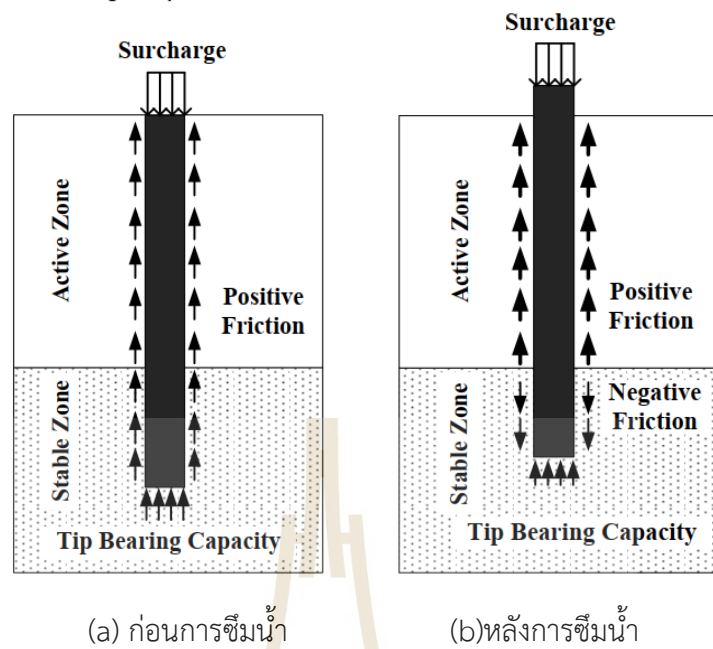 Surcharge
Active Zone
Positive
Friction
Stable Zone
Tip Bearing Capacity
(a) ก่อนการซึมน้ำ
Surcharge
Active Zone
Positive
Friction
Negative
Friction
Stable Zone
Tip Bearing Capacity
(b)หลังการซึมน้ำ